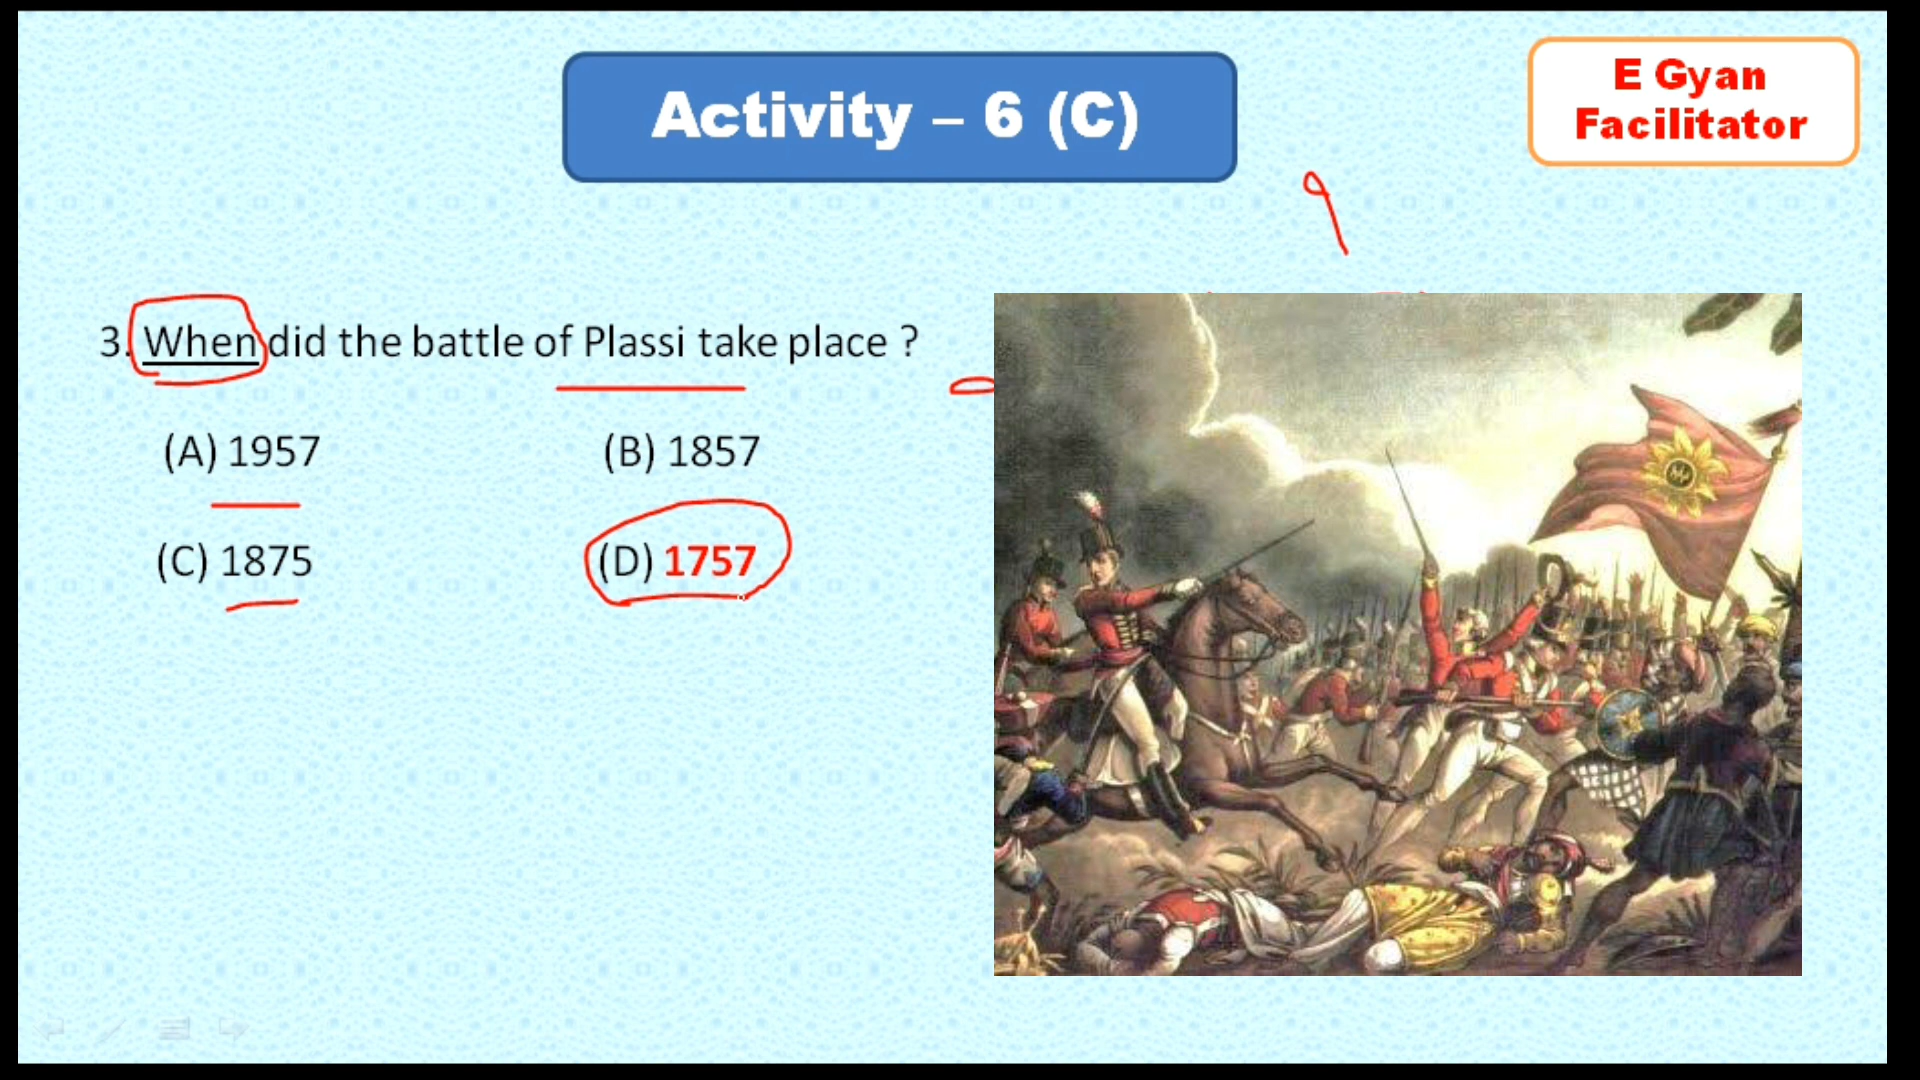 Activity – 6 (C)
E Gyan
Facilitator
3. When did the battle of Plassi take place ?
(A) 1957 (B) 1857
(C) 1875 (D) 1757